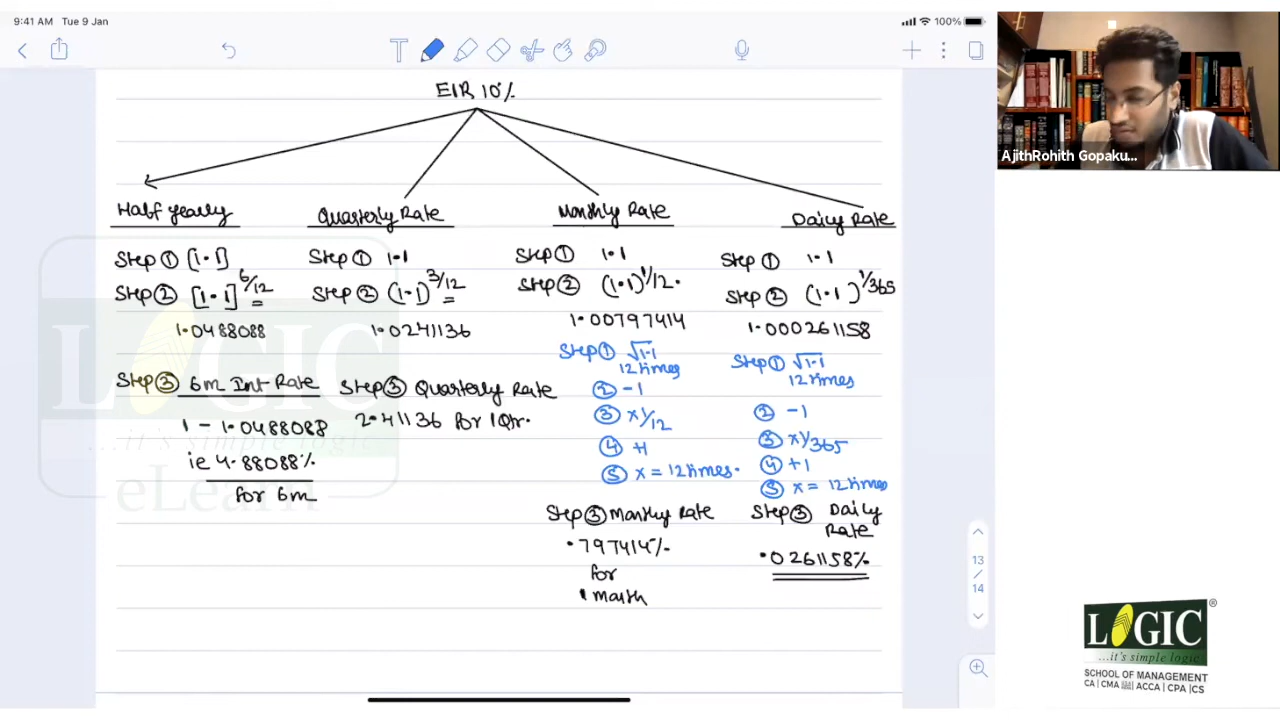 9:41 AM Tue 9 Jan
100%
T
EIR 10%
Half yearly
Step ① [1.1]
Step ② [1.1]^6/12 =
1.0488088
Step ③ 6m Int Rate
1 - 1.0488088
ie 4.88088%
for 6m
Quarterly Rate
Step ① 1.1
Step ② (1.1)^3/12 =
1.0241136
Step ③ Quarterly Rate
2.41136 for 1Qtr.
Monthly Rate
Step ① 1.1
Step ② (1.1)^1/12.
1.00797414
Step ① √1.1
12 times
② -1
③ x 1/12
④ +1
⑤ x = 12 times.
Step ③ Monthly Rate
.797414%
for
1 month
Daily Rate
Step ① 1.1
Step ② (1.1)^1/365
1.000261158
Step ① √1.1
12 times
② -1
③ x 1/365
④ +1
⑤ x = 12 times
Step ③ Daily
Rate
.0261158%
LOGIC
...it's simple logic
eLearn
13
/
14
AjithRohith Gopaku...
LOGIC
®
...it's simple logic
SCHOOL OF MANAGEMENT
CA | CMA | ACCA | CPA | CS